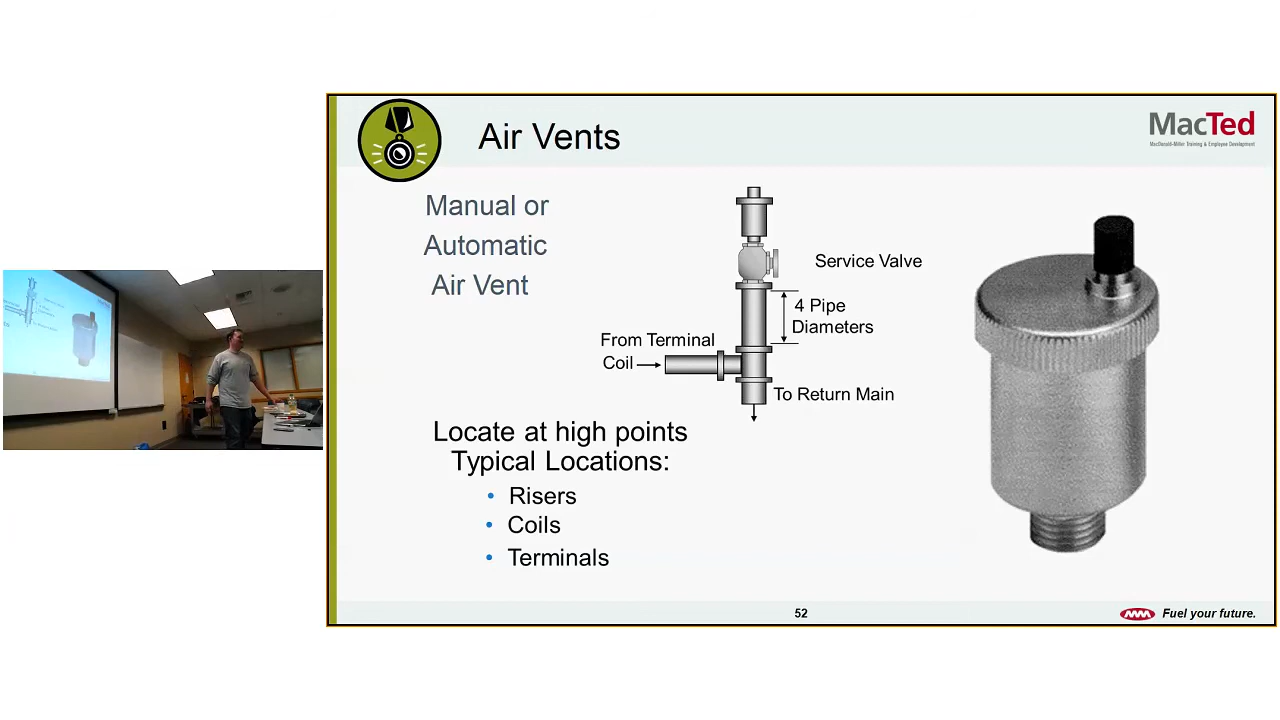 Air Vents
MacTed
MacDonald-Miller Training & Employee Development
Manual or
Automatic
Air Vent
Service Valve
4 Pipe
Diameters
From Terminal
Coil
To Return Main
Locate at high points
Typical Locations:
• Risers
• Coils
• Terminals
52
Fuel your future.